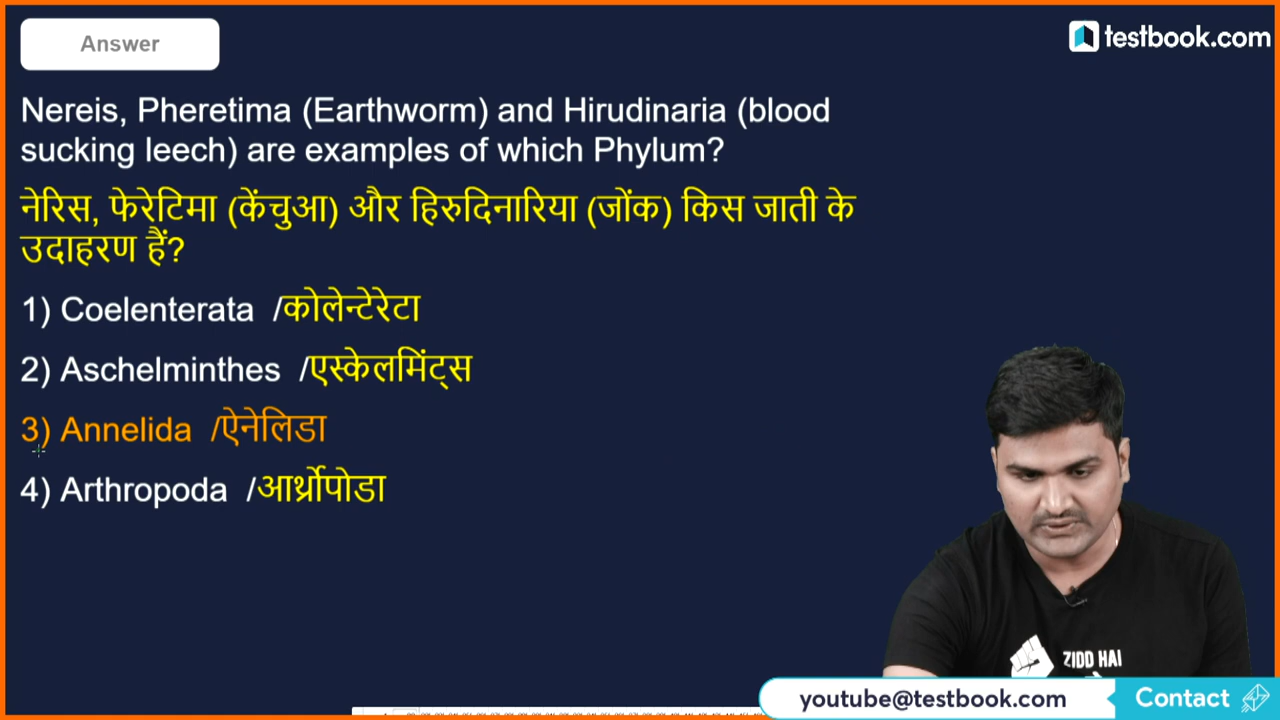 Answer
testbook.com
Nereis, Pheretima (Earthworm) and Hirudinaria (blood
sucking leech) are examples of which Phylum?
नेरिस, फेरेटिमा (केंचुआ) और हिरुदिनारिया (जोंक) किस जाती के
उदाहरण हैं?
1) Coelenterata /कोलेन्टेरेटा
2) Aschelminthes /एस्केलमिंट्स
3) Annelida /ऐनेलिडा
4) Arthropoda /आर्थ्रोपोडा
ZIDD HAI
youtube@testbook.com
Contact